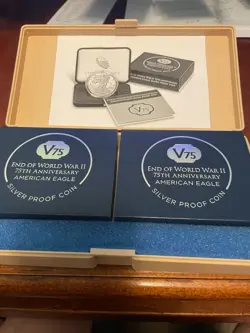 V75
END OF WORLD WAR II
75TH ANNIVERSARY
AMERICAN EAGLE
SILVER PROOF COIN
V75
END OF WORLD WAR II
75TH ANNIVERSARY
AMERICAN EAGLE
SILVER PROOF COIN